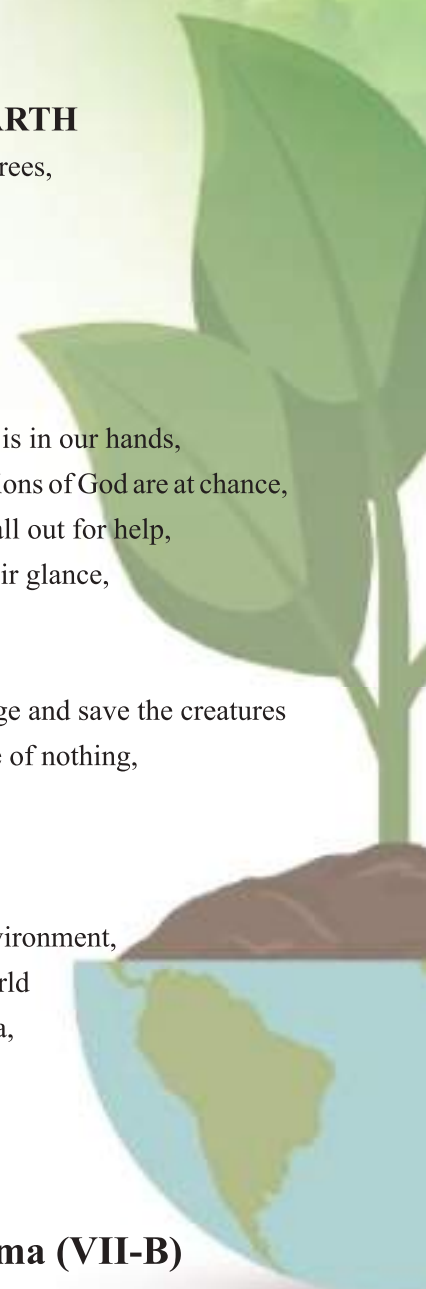 ARTH
rees,
is in our hands,
ions of God are at chance,
all out for help,
ir glance,
ge and save the creatures
e of nothing,
vironment,
rld
a,
ma (VII-B)